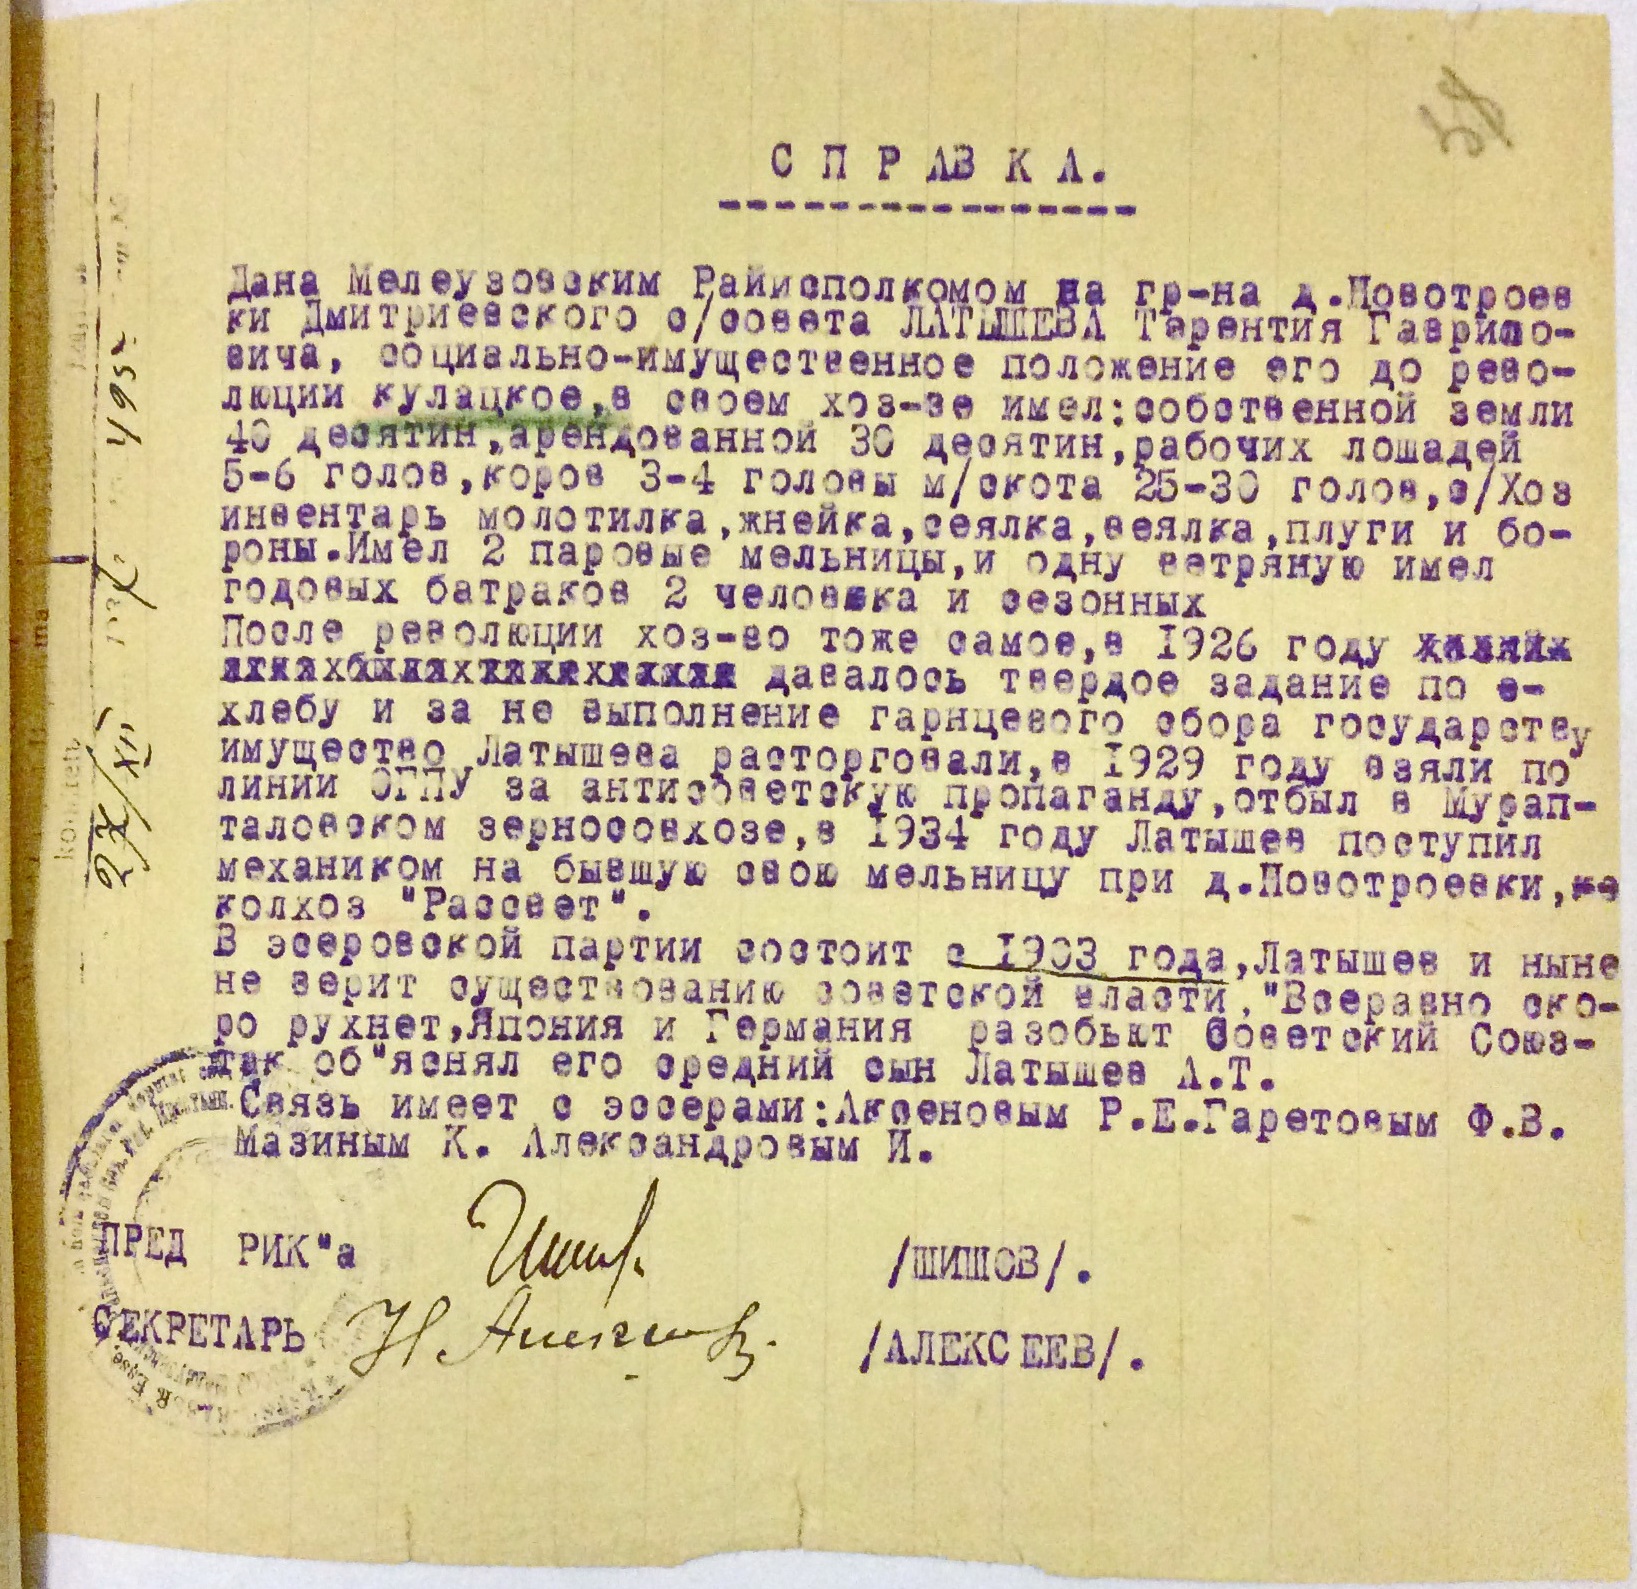 С П Р АВ К А.
Дана Мелеузовским Райисполкомом на гр-на д.Новотроев
ки Дмитриевского с/совета ЛАТЫШЕВА Терентия Гаврило-
вича, социально-имущественное положение его до рево-
люции кулацкое,в своем хоз-ве имел:собственной земли
40 десятин,арендованной 30 десятин,рабочих лошадей
5-6 голов,коров 3-4 головы м/скота 25-30 голов,с/Хоз
инвентарь молотилка,жнейка,сеялка,веялка,плуги и бо-
роны.Имел 2 паровые мельницы,и одну ветряную имел
годовых батраков 2 человека и сезонных
После революции хоз-во тоже самое,в 1926 году
давалось твердое задание по
хлебу и за не выполнение гарнцевого сбора государству
имущество Латышева расторговали,в 1929 году взяли по
линии ОГПУ за антисоветскую пропаганду,отбыл в Мурап-
таловском зерносовхозе,в 1934 году Латышев поступил
механиком на бывшую свою мельницу при д.Новотроевки,
колхоз "Рассвет".
В эсеровской партии состоит с 1903 года,Латышев и ныне
не верит существованию советской власти,"Всеравно ско-
ро рухнет,Япония и Германия разобьют Советский Союз-
так об"яснял его средний сын Латышев А.Т.
Связь имеет с эссерами:Аксеновым Р.Е.Гаретовым Ф.В.
Мазиным К. Александровым И.
ПРЕД РИК"а /ШИШОВ/.
СЕКРЕТАРЬ /АЛЕКСЕЕВ/.
27/XII